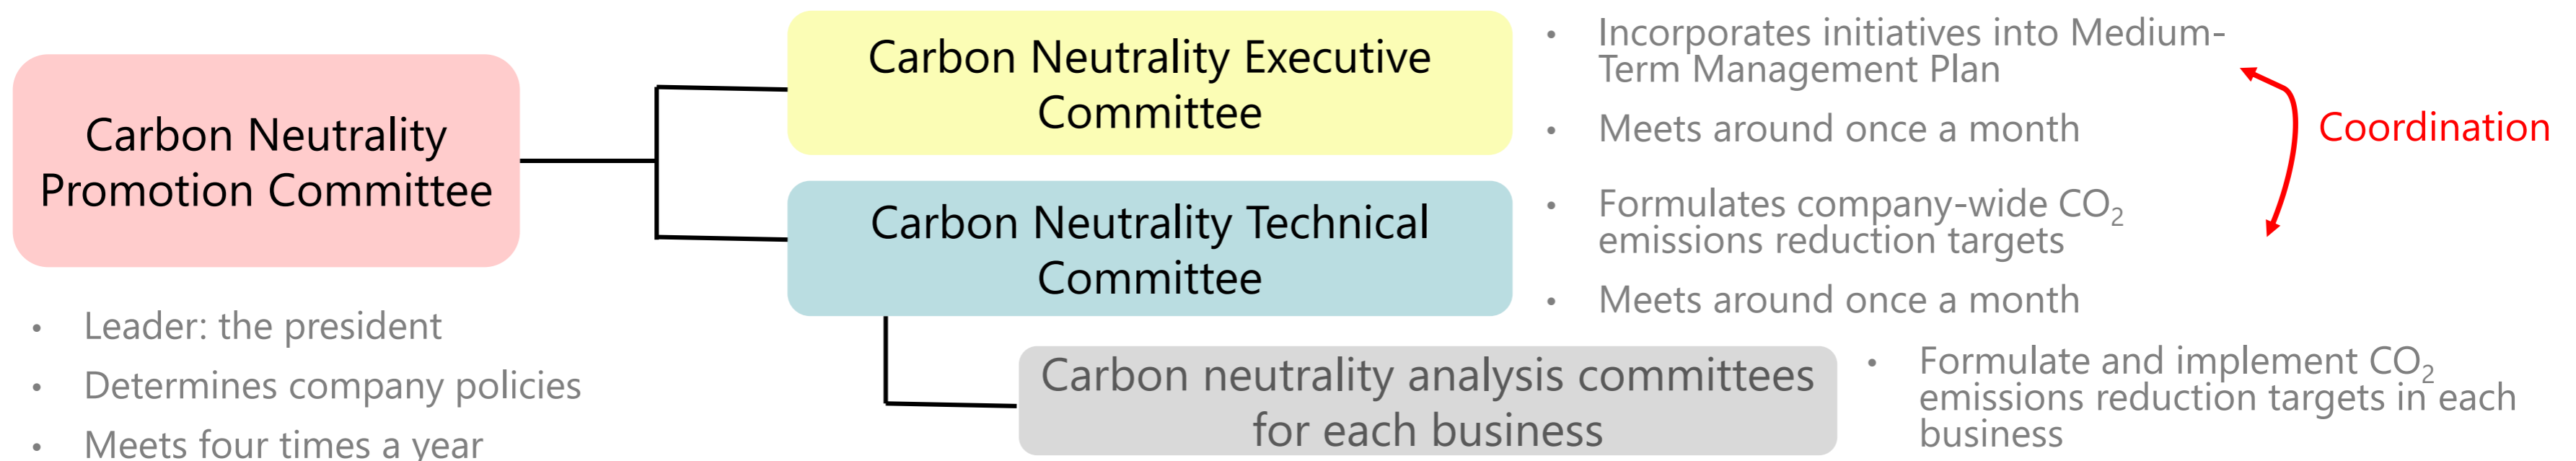 Carbon Neutrality
Promotion Committee
• Leader: the president
• Determines company policies
• Meets four times a year
Carbon Neutrality Executive
Committee
• Incorporates initiatives into Medium-
Term Management Plan
• Meets around once a month
Coordination
Carbon Neutrality Technical
Committee
• Formulates company-wide CO₂
emissions reduction targets
• Meets around once a month
Carbon neutrality analysis committees
for each business
• Formulate and implement CO₂
emissions reduction targets in each
business